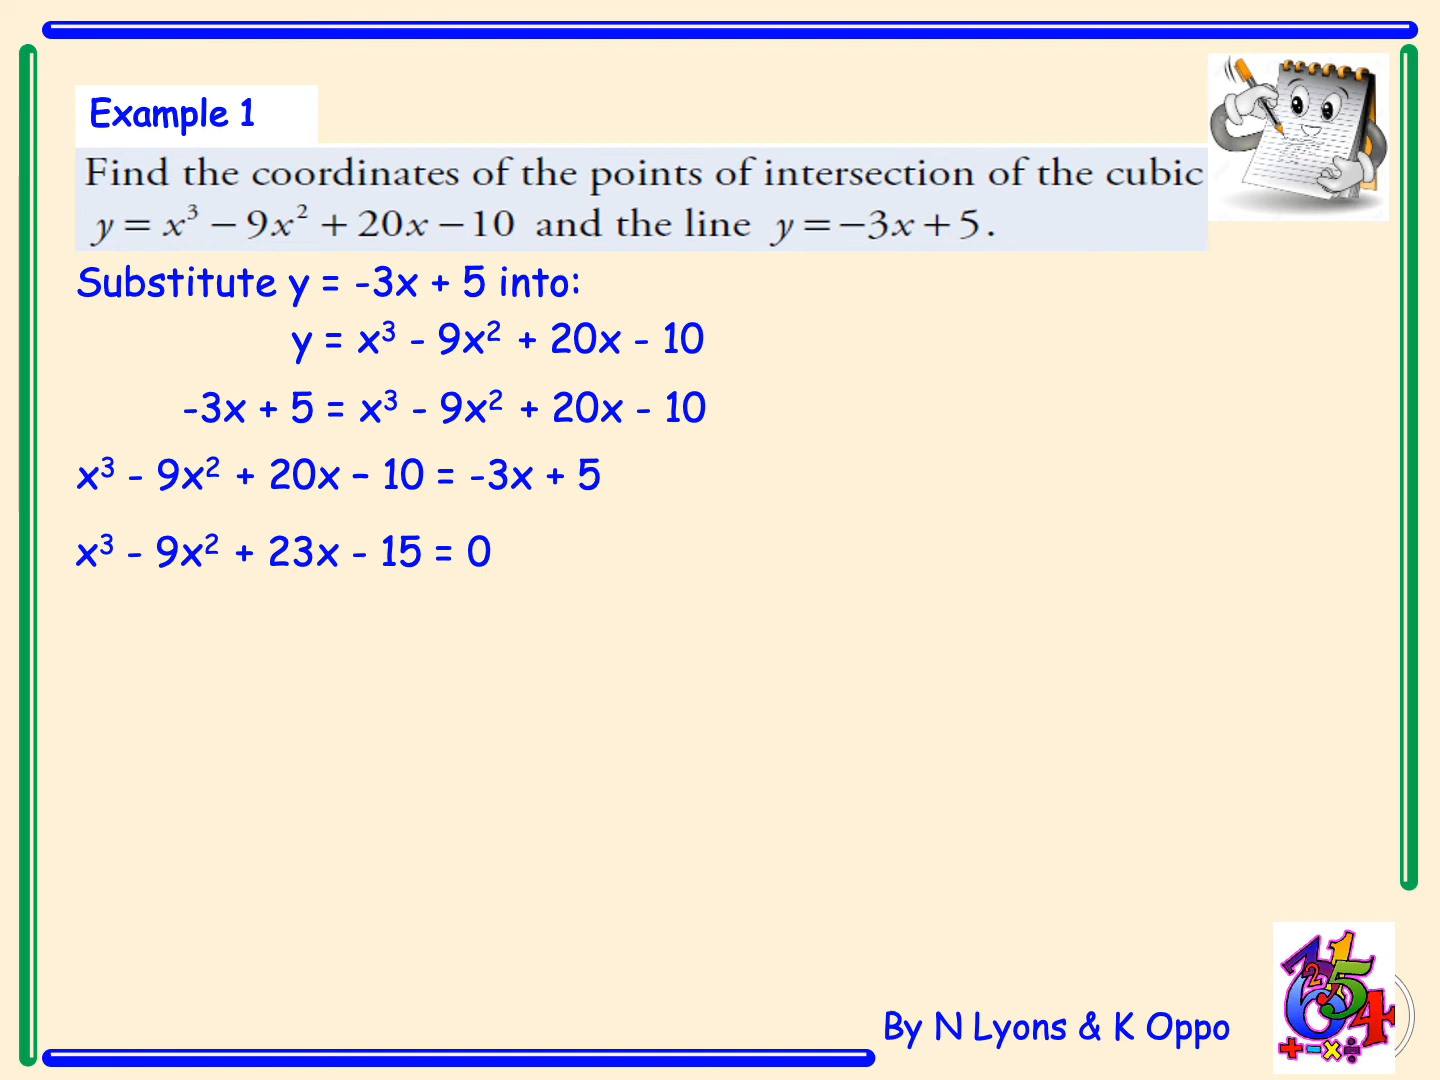 Example 1
Find the coordinates of the points of intersection of the cubic
y = x³ − 9x² + 20x − 10 and the line y = −3x + 5.
Substitute y = -3x + 5 into:
y = x³ - 9x² + 20x - 10
-3x + 5 = x³ - 9x² + 20x - 10
x³ - 9x² + 20x – 10 = -3x + 5
x³ - 9x² + 23x - 15 = 0
By N Lyons & K Oppo